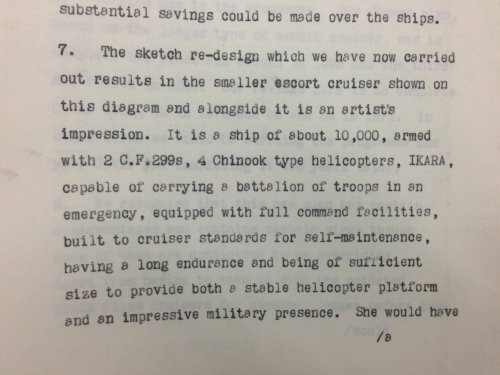 substantial savings could be made over the ships.
7. The sketch re-design which we have now carried
out results in the smaller escort cruiser shown on
this diagram and alongside it is an artist's
impression. It is a ship of about 10,000, armed
with 2 C.F.299s, 4 Chinook type helicopters, IKARA,
capable of carrying a battalion of troops in an
emergency, equipped with full command facilities,
built to cruiser standards for self-maintenance,
having a long endurance and being of sufficient
size to provide both a stable helicopter platform
and an impressive military presence. She would have
/a